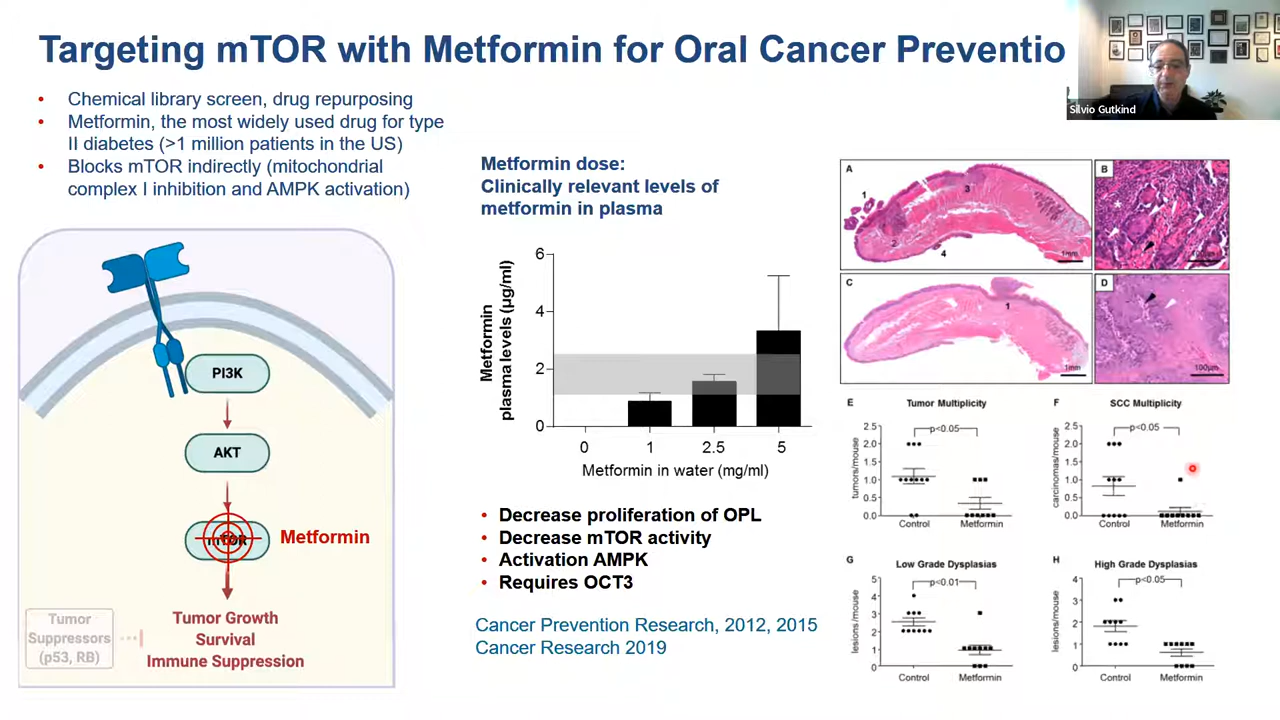 Targeting mTOR with Metformin for Oral Cancer Preventio
Silvio Gutkind
• Chemical library screen, drug repurposing
• Metformin, the most widely used drug for type
II diabetes (>1 million patients in the US)
• Blocks mTOR indirectly (mitochondrial
complex I inhibition and AMPK activation)
PI3K
AKT
mTOR
Metformin
Tumor
Suppressors
(p53, RB)
Tumor Growth
Survival
Immune Suppression
Metformin dose:
Clinically relevant levels of
metformin in plasma
Metformin
plasma levels (µg/ml)
6
4
2
0
0 1 2.5 5
Metformin in water (mg/ml)
• Decrease proliferation of OPL
• Decrease mTOR activity
• Activation AMPK
• Requires OCT3
Cancer Prevention Research, 2012, 2015
Cancer Research 2019
A
1
2
3
4
1mm
B
100µm
C
1
1mm
D
100µm
E
Tumor Multiplicity
p<0.05
tumors/mouse
2.5
2.0
1.5
1.0
0.5
0.0
Control Metformin
F
SCC Multiplicity
p<0.05
carcinomas/mouse
2.5
2.0
1.5
1.0
0.5
0.0
Control Metformin
G
Low Grade Dysplasias
p<0.01
lesions/mouse
5
4
3
2
1
0
Control Metformin
H
High Grade Dysplasias
p<0.05
lesions/mouse
4
3
2
1
0
Control Metformin